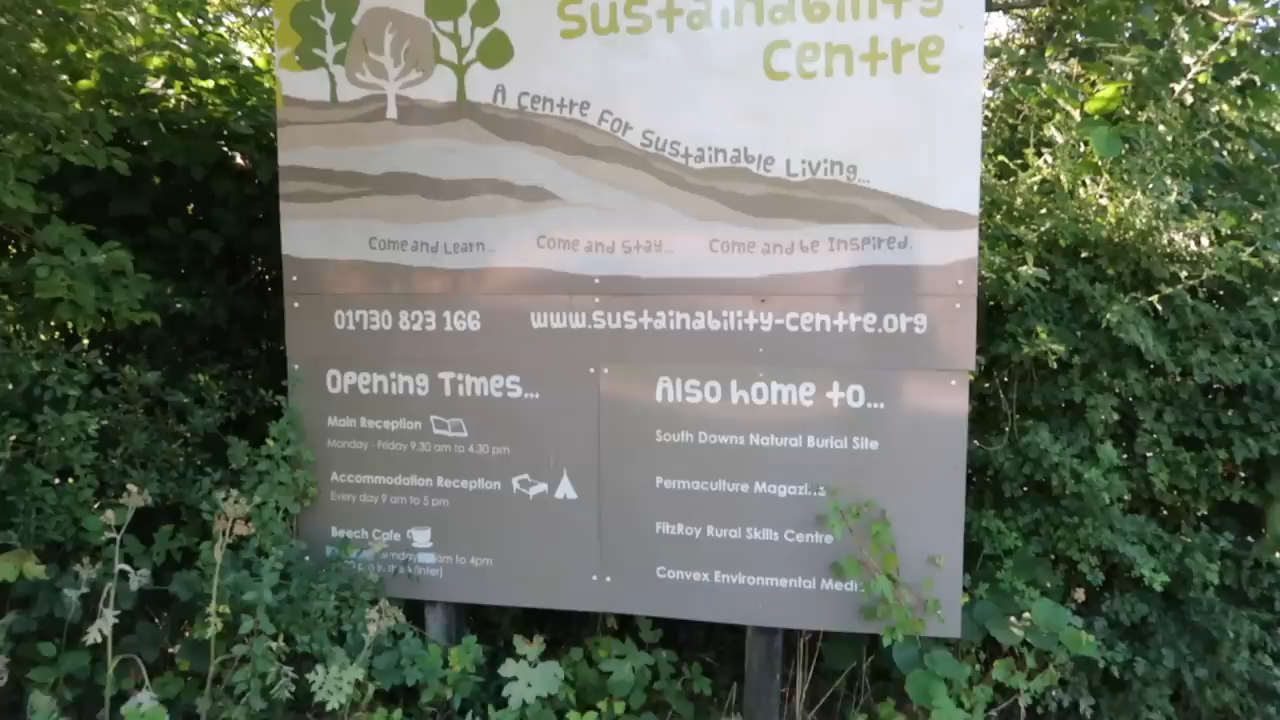 Sustainability
Centre
A Centre For Sustainable Living...
Come and Learn... Come and Stay... Come and be Inspired.
01730 823 166 www.sustainability-centre.org
Opening Times...
Main Reception
Monday - Friday 9.30 am to 4.30 pm
Accommodation Reception
Every day 9 am to 5 pm
Beech Cafe
am to 4pm
Also home to...
South Downs Natural Burial Site
Permaculture
FitzRoy Rural Skills Centre
Convex Environmental